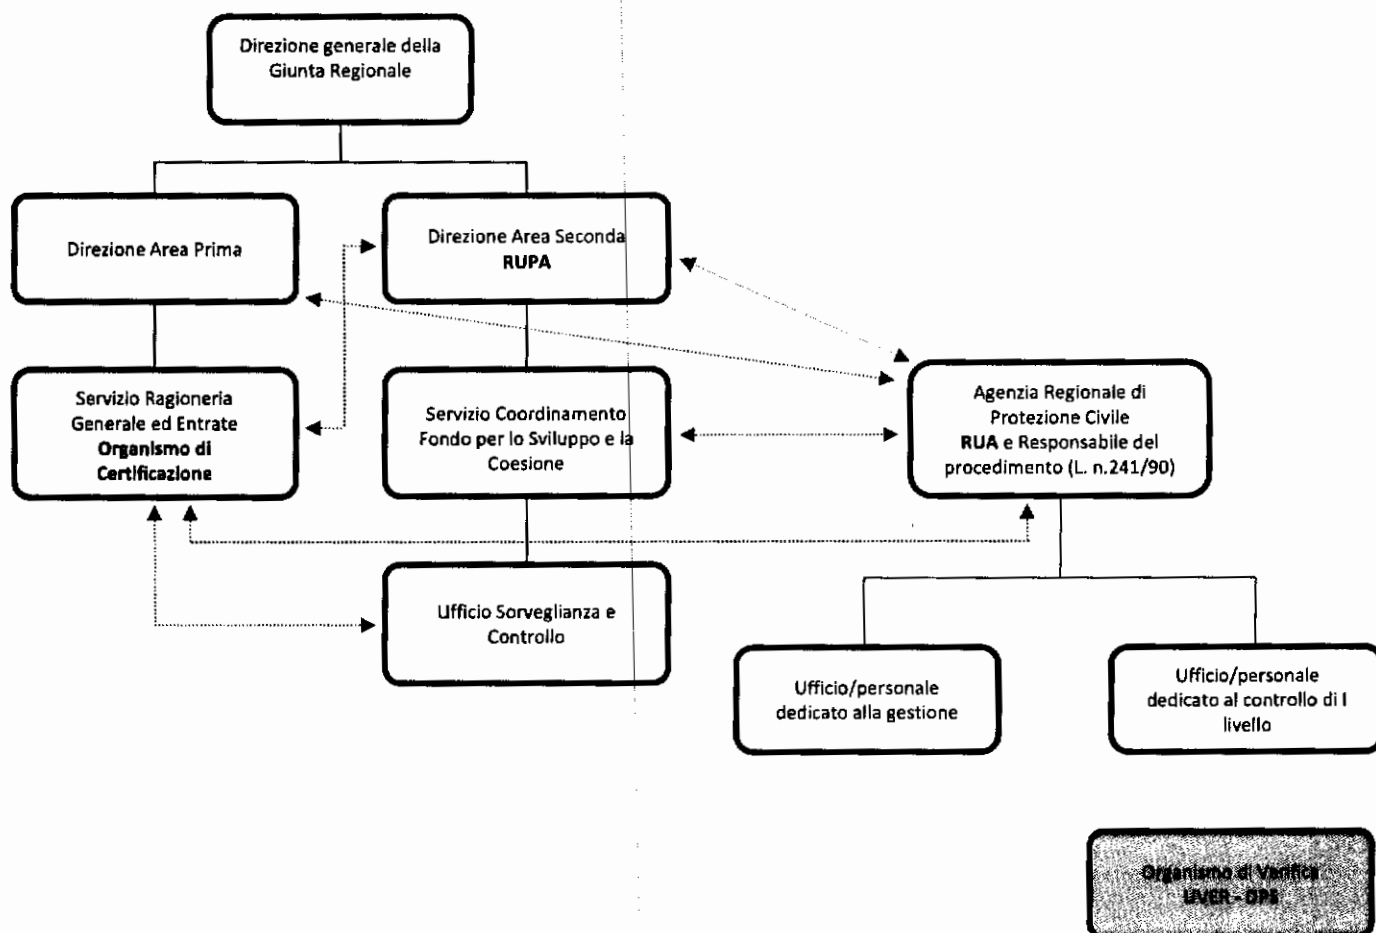 Direzione generale della
Giunta Regionale
Direzione Area Prima
Direzione Area Seconda
RUPA
Servizio Ragioneria
Generale ed Entrate
Organismo di
Certificazione
Servizio Coordinamento
Fondo per lo Sviluppo e la
Coesione
Agenzia Regionale di
Protezione Civile
RUA e Responsabile del
procedimento (L. n.241/90)
Ufficio Sorveglianza e
Controllo
Ufficio/personale
dedicato alla gestione
Ufficio/personale
dedicato al controllo di I
livello
Organismo di Verifica
UVER - DPS